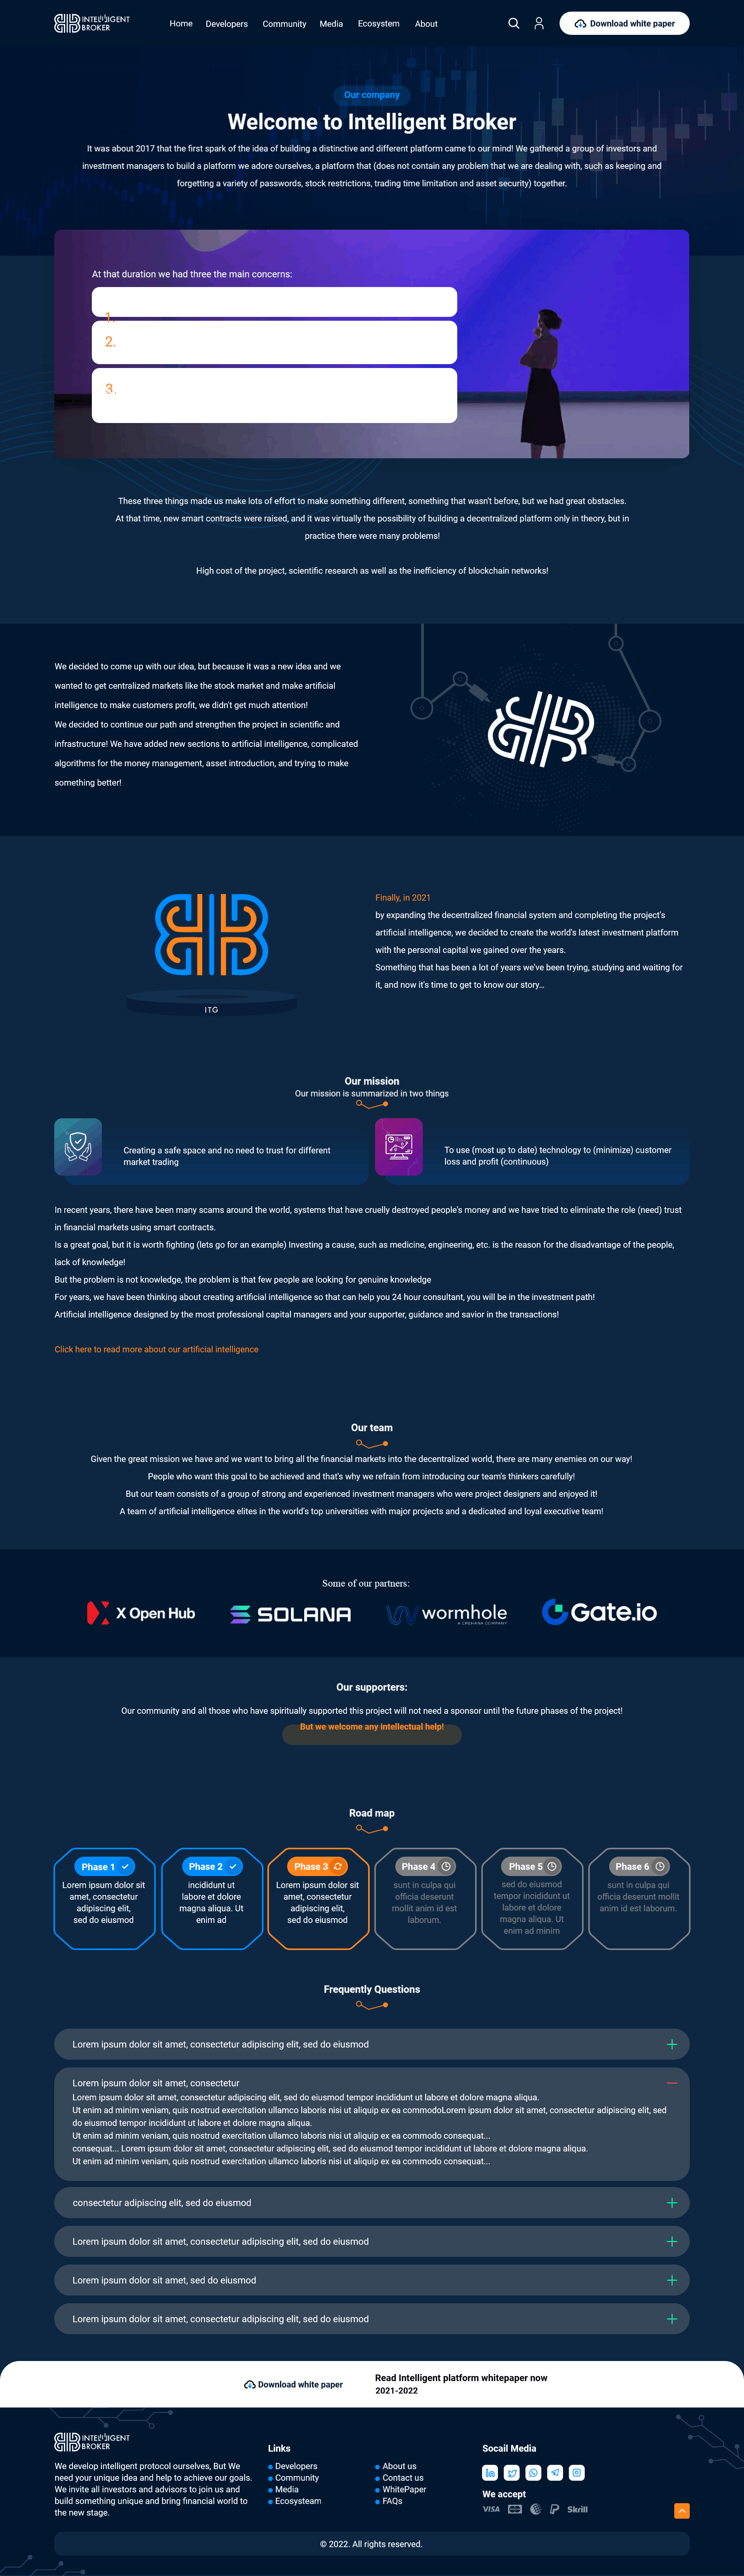 INTELLIGENT
BROKER
Home Developers Community Media Ecosystem About
Download white paper
Our company
Welcome to Intelligent Broker
It was about 2017 that the first spark of the idea of building a distinctive and different platform came to our mind! We gathered a group of investors and
investment managers to build a platform we adore ourselves, a platform that (does not contain any problem that we are dealing with, such as keeping and
forgetting a variety of passwords, stock restrictions, trading time limitation and asset security) together.
At that duration we had three the main concerns:
1.
2.
3.
These three things made us make lots of effort to make something different, something that wasn't before, but we had great obstacles.
At that time, new smart contracts were raised, and it was virtually the possibility of building a decentralized platform only in theory, but in
practice there were many problems!
High cost of the project, scientific research as well as the inefficiency of blockchain networks!
We decided to come up with our idea, but because it was a new idea and we
wanted to get centralized markets like the stock market and make artificial
intelligence to make customers profit, we didn't get much attention!
We decided to continue our path and strengthen the project in scientific and
infrastructure! We have added new sections to artificial intelligence, complicated
algorithms for the money management, asset introduction, and trying to make
something better!
ITG
Finally, in 2021
by expanding the decentralized financial system and completing the project's
artificial intelligence, we decided to create the world's latest investment platform
with the personal capital we gained over the years.
Something that has been a lot of years we've been trying, studying and waiting for
it, and now it's time to get to know our story...
Our mission
Our mission is summarized in two things
Creating a safe space and no need to trust for different
market trading
To use (most up to date) technology to (minimize) customer
loss and profit (continuous)
In recent years, there have been many scams around the world, systems that have cruelly destroyed people's money and we have tried to eliminate the role (need) trust
in financial markets using smart contracts.
Is a great goal, but it is worth fighting (lets go for an example) Investing a cause, such as medicine, engineering, etc. is the reason for the disadvantage of the people,
lack of knowledge!
But the problem is not knowledge, the problem is that few people are looking for genuine knowledge
For years, we have been thinking about creating artificial intelligence so that can help you 24 hour consultant, you will be in the investment path!
Artificial intelligence designed by the most professional capital managers and your supporter, guidance and savior in the transactions!
Click here to read more about our artificial intelligence
Our team
Given the great mission we have and we want to bring all the financial markets into the decentralized world, there are many enemies on our way!
People who want this goal to be achieved and that's why we refrain from introducing our team's thinkers carefully!
But our team consists of a group of strong and experienced investment managers who were project designers and enjoyed it!
A team of artificial intelligence elites in the world's top universities with major projects and a dedicated and loyal executive team!
Some of our partners:
X Open Hub
SOLANA
wormhole
A CREHANA COMPANY
Gate.io
Our supporters:
Our community and all those who have spiritually supported this project will not need a sponsor until the future phases of the project!
But we welcome any intellectual help!
Road map
Phase 1
Lorem ipsum dolor sit
amet, consectetur
adipiscing elit,
sed do eiusmod
Phase 2
incididunt ut
labore et dolore
magna aliqua. Ut
enim ad
Phase 3
Lorem ipsum dolor sit
amet, consectetur
adipiscing elit,
sed do eiusmod
Phase 4
sunt in culpa qui
officia deserunt
mollit anim id est
laborum.
Phase 5
sed do eiusmod
tempor incididunt ut
labore et dolore
magna aliqua. Ut
enim ad minim
Phase 6
sunt in culpa qui
officia deserunt mollit
anim id est laborum.
Frequently Questions
Lorem ipsum dolor sit amet, consectetur adipiscing elit, sed do eiusmod
Lorem ipsum dolor sit amet, consectetur
Lorem ipsum dolor sit amet, consectetur adipiscing elit, sed do eiusmod tempor incididunt ut labore et dolore magna aliqua.
Ut enim ad minim veniam, quis nostrud exercitation ullamco laboris nisi ut aliquip ex ea commodoLorem ipsum dolor sit amet, consectetur adipiscing elit, sed
do eiusmod tempor incididunt ut labore et dolore magna aliqua.
Ut enim ad minim veniam, quis nostrud exercitation ullamco laboris nisi ut aliquip ex ea commodo consequat...
consequat... Lorem ipsum dolor sit amet, consectetur adipiscing elit, sed do eiusmod tempor incididunt ut labore et dolore magna aliqua.
Ut enim ad minim veniam, quis nostrud exercitation ullamco laboris nisi ut aliquip ex ea commodo consequat...
consectetur adipiscing elit, sed do eiusmod
Lorem ipsum dolor sit amet, consectetur adipiscing elit, sed do eiusmod
Lorem ipsum dolor sit amet, sed do eiusmod
Lorem ipsum dolor sit amet, consectetur adipiscing elit, sed do eiusmod
Download white paper
Read Intelligent platform whitepaper now
2021-2022
INTELLIGENT
BROKER
We develop intelligent protocol ourselves, But We
need your unique idea and help to achieve our goals.
We invite all investors and advisors to join us and
build something unique and bring financial world to
the new stage.
Links
Developers
Community
Media
Ecosysteam
About us
Contact us
WhitePaper
FAQs
Socail Media
We accept
VISA
Skrill
© 2022. All rights reserved.